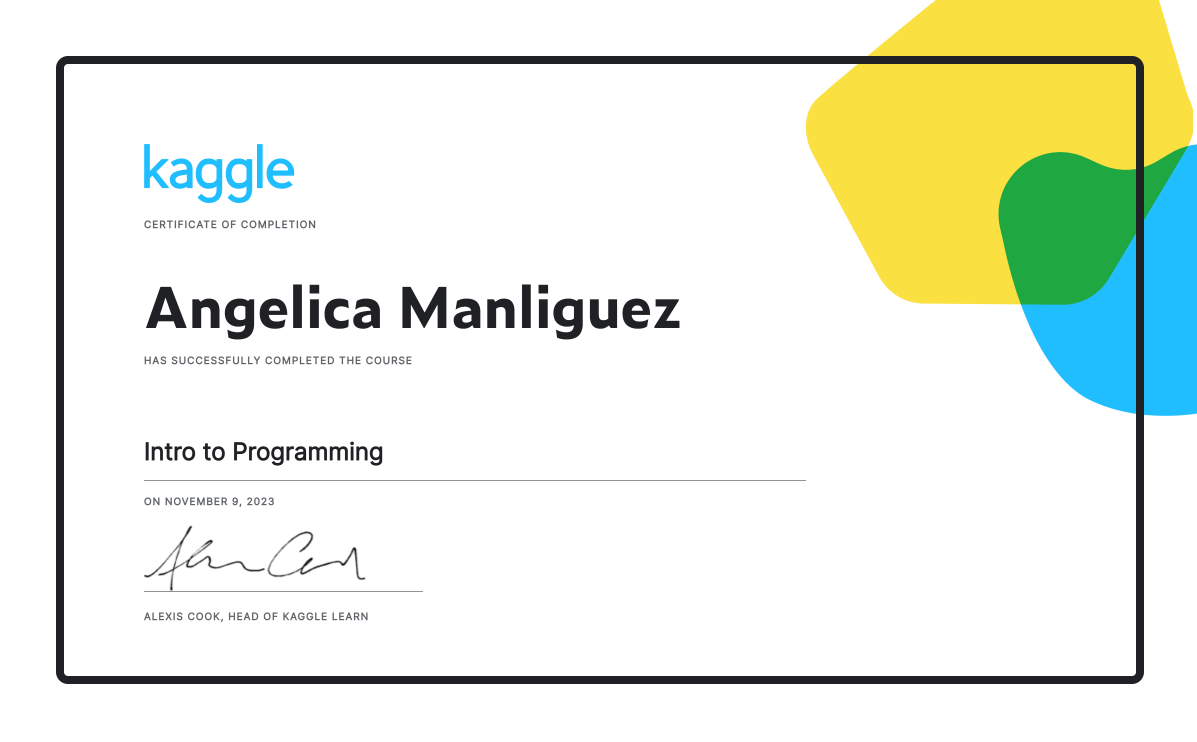 kaggle
CERTIFICATE OF COMPLETION
Angelica Manliguez
HAS SUCCESSFULLY COMPLETED THE COURSE
Intro to Programming
ON NOVEMBER 9, 2023
ALEXIS COOK, HEAD OF KAGGLE LEARN